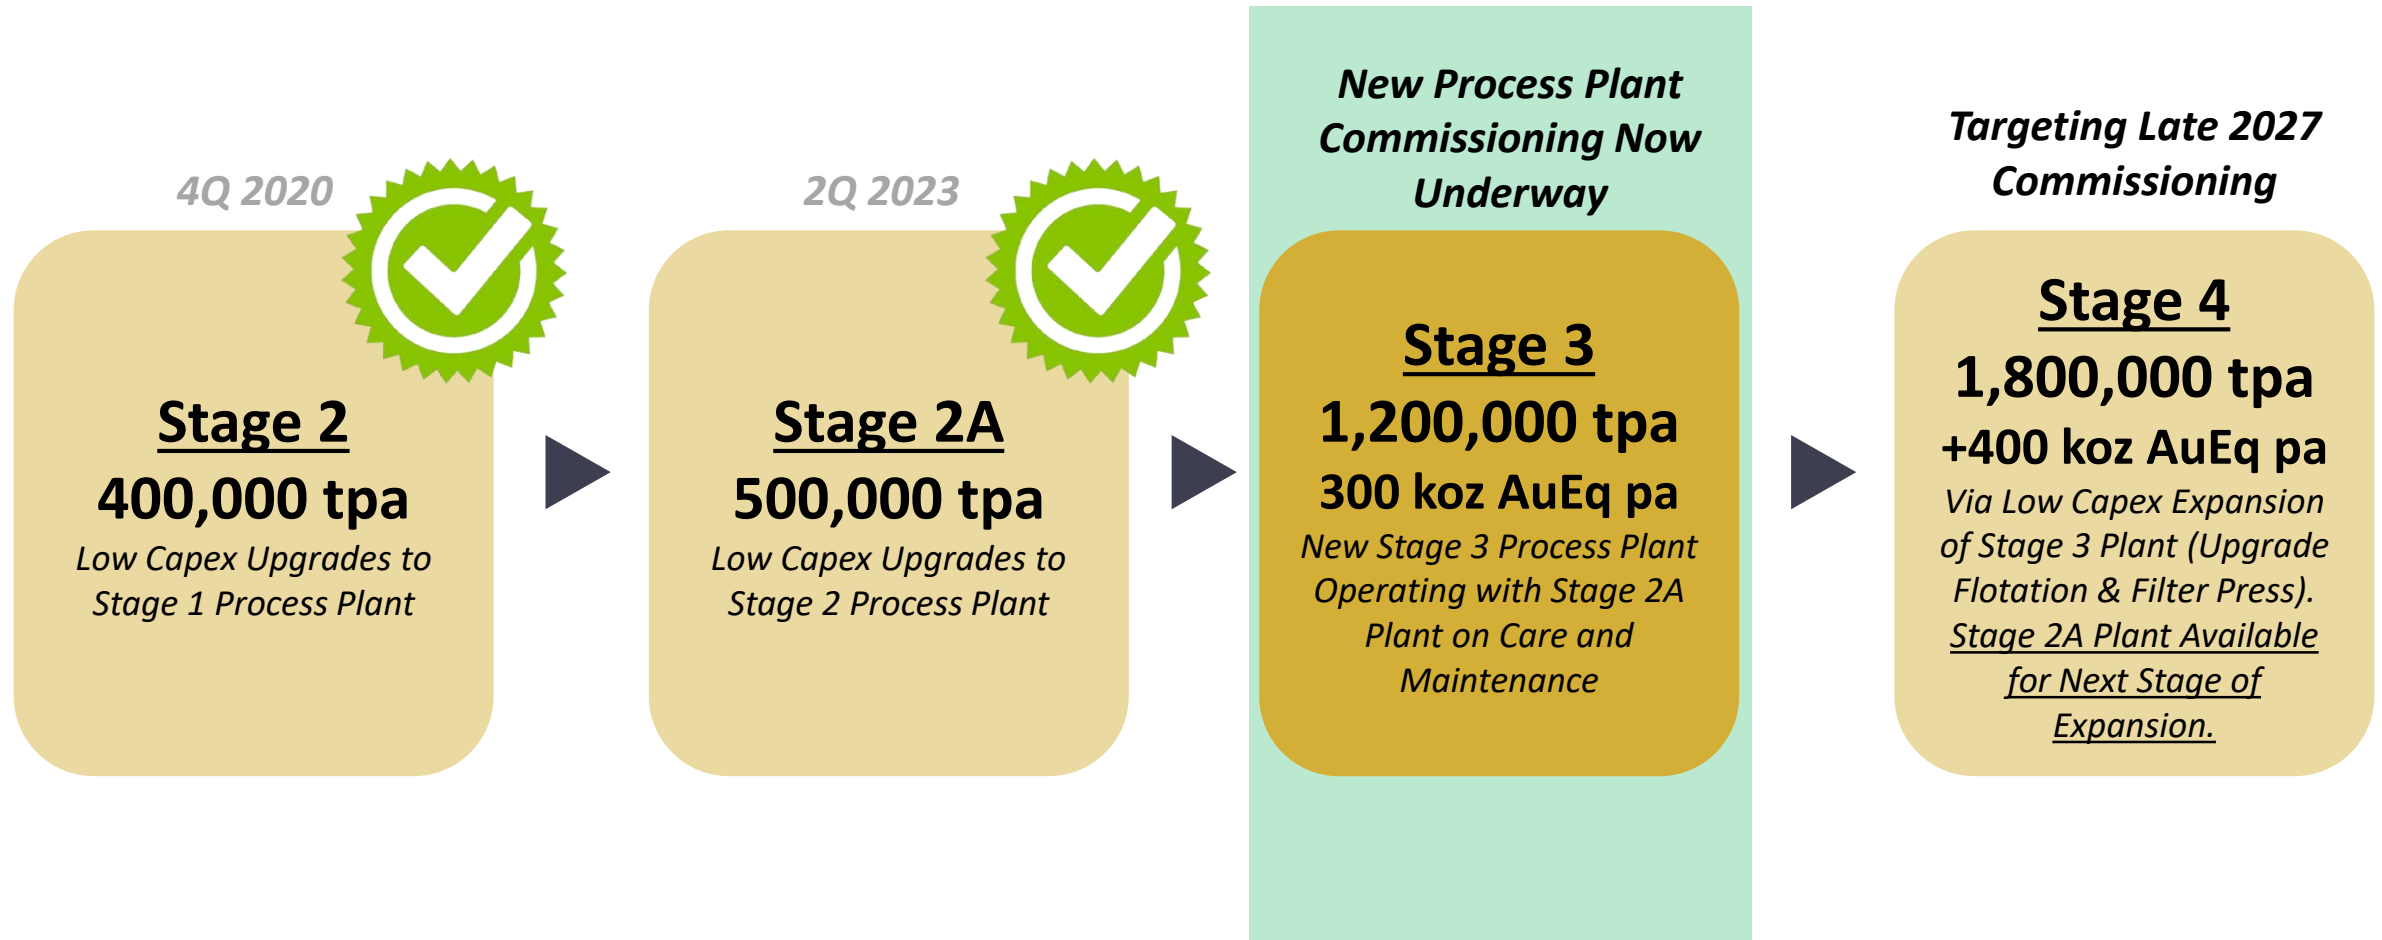 4Q 2020
Stage 2
400,000 tpa
Low Capex Upgrades to
Stage 1 Process Plant
2Q 2023
Stage 2A
500,000 tpa
Low Capex Upgrades to
Stage 2 Process Plant
New Process Plant
Commissioning Now
Underway
Stage 3
1,200,000 tpa
300 koz AuEq pa
New Stage 3 Process Plant
Operating with Stage 2A
Plant on Care and
Maintenance
Targeting Late 2027
Commissioning
Stage 4
1,800,000 tpa
+400 koz AuEq pa
Via Low Capex Expansion
of Stage 3 Plant (Upgrade
Flotation & Filter Press).
Stage 2A Plant Available
for Next Stage of
Expansion.